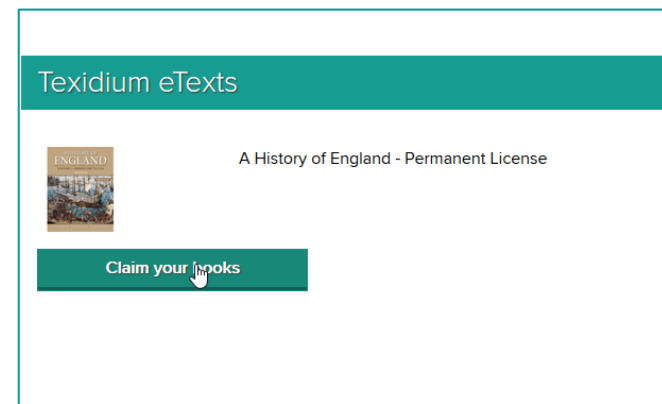 Texidium eTexts
ENGLAND
A History of England - Permanent License
Claim your books